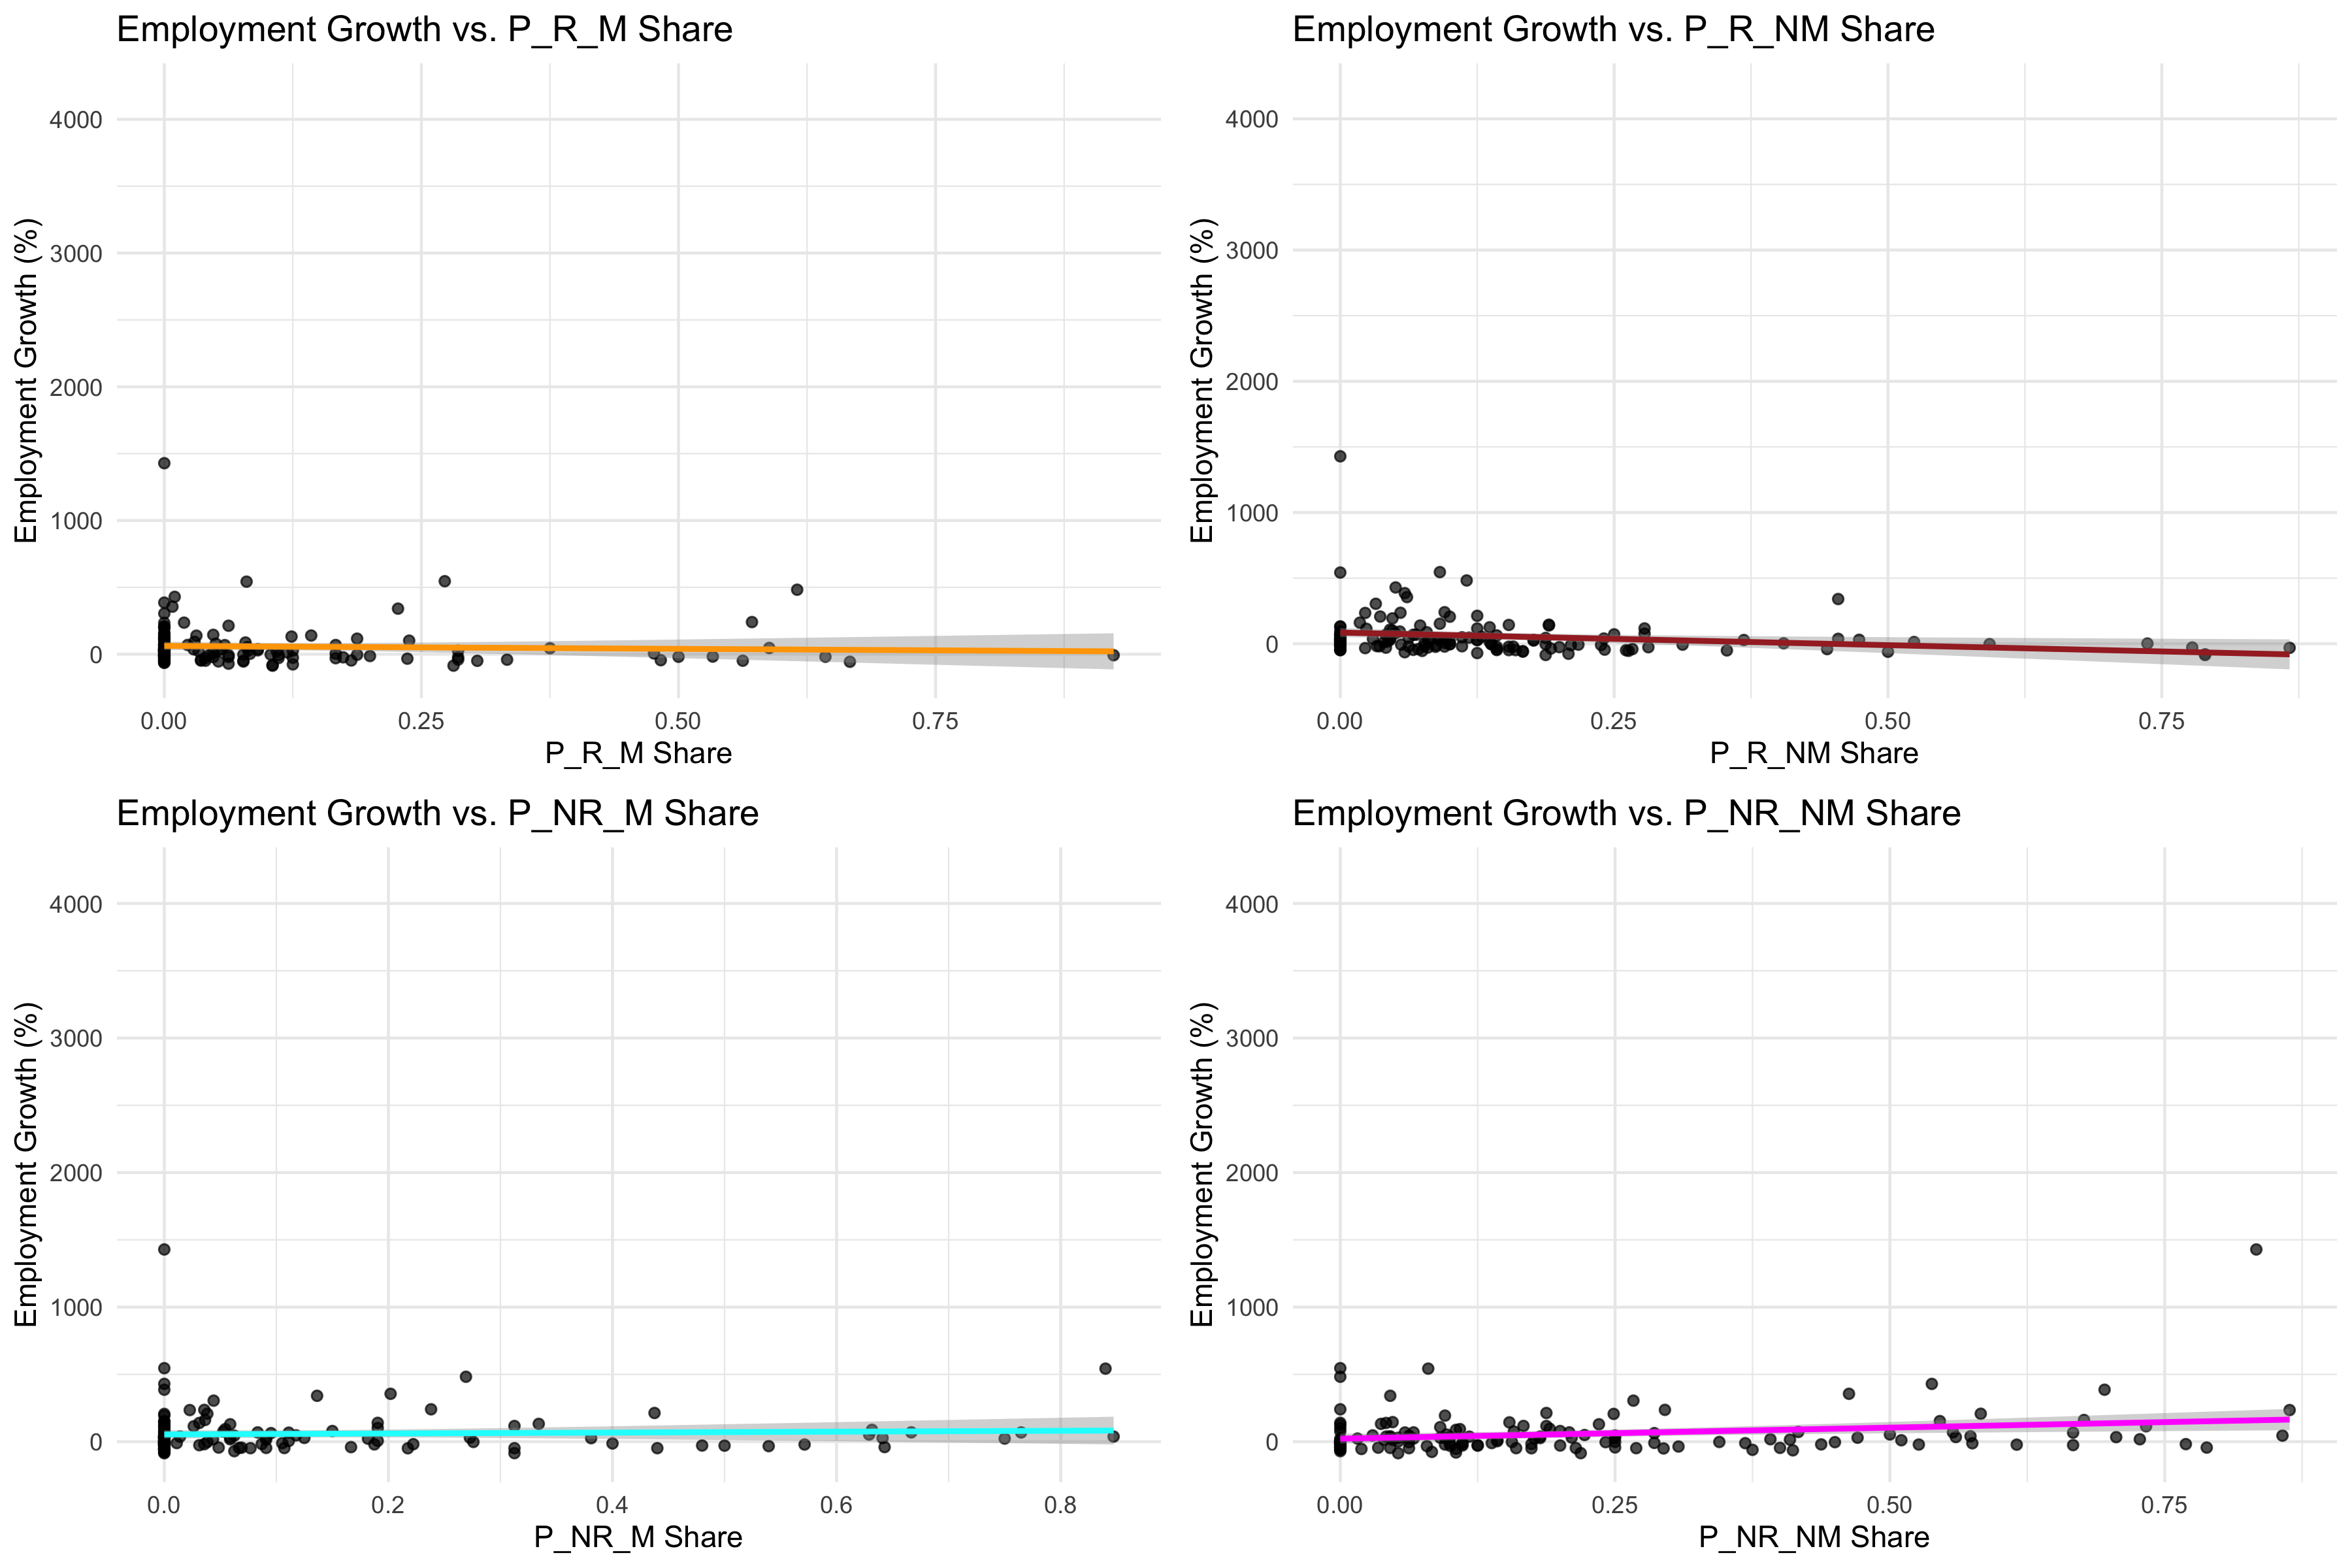 Employment Growth vs. P_R_M Share
Employment Growth (%)
4000
3000
2000
1000
0
0.00 0.25 0.50 0.75
P_R_M Share
Employment Growth vs. P_R_NM Share
Employment Growth (%)
4000
3000
2000
1000
0
0.00 0.25 0.50 0.75
P_R_NM Share
Employment Growth vs. P_NR_M Share
Employment Growth (%)
4000
3000
2000
1000
0
0.0 0.2 0.4 0.6 0.8
P_NR_M Share
Employment Growth vs. P_NR_NM Share
Employment Growth (%)
4000
3000
2000
1000
0
0.00 0.25 0.50 0.75
P_NR_NM Share